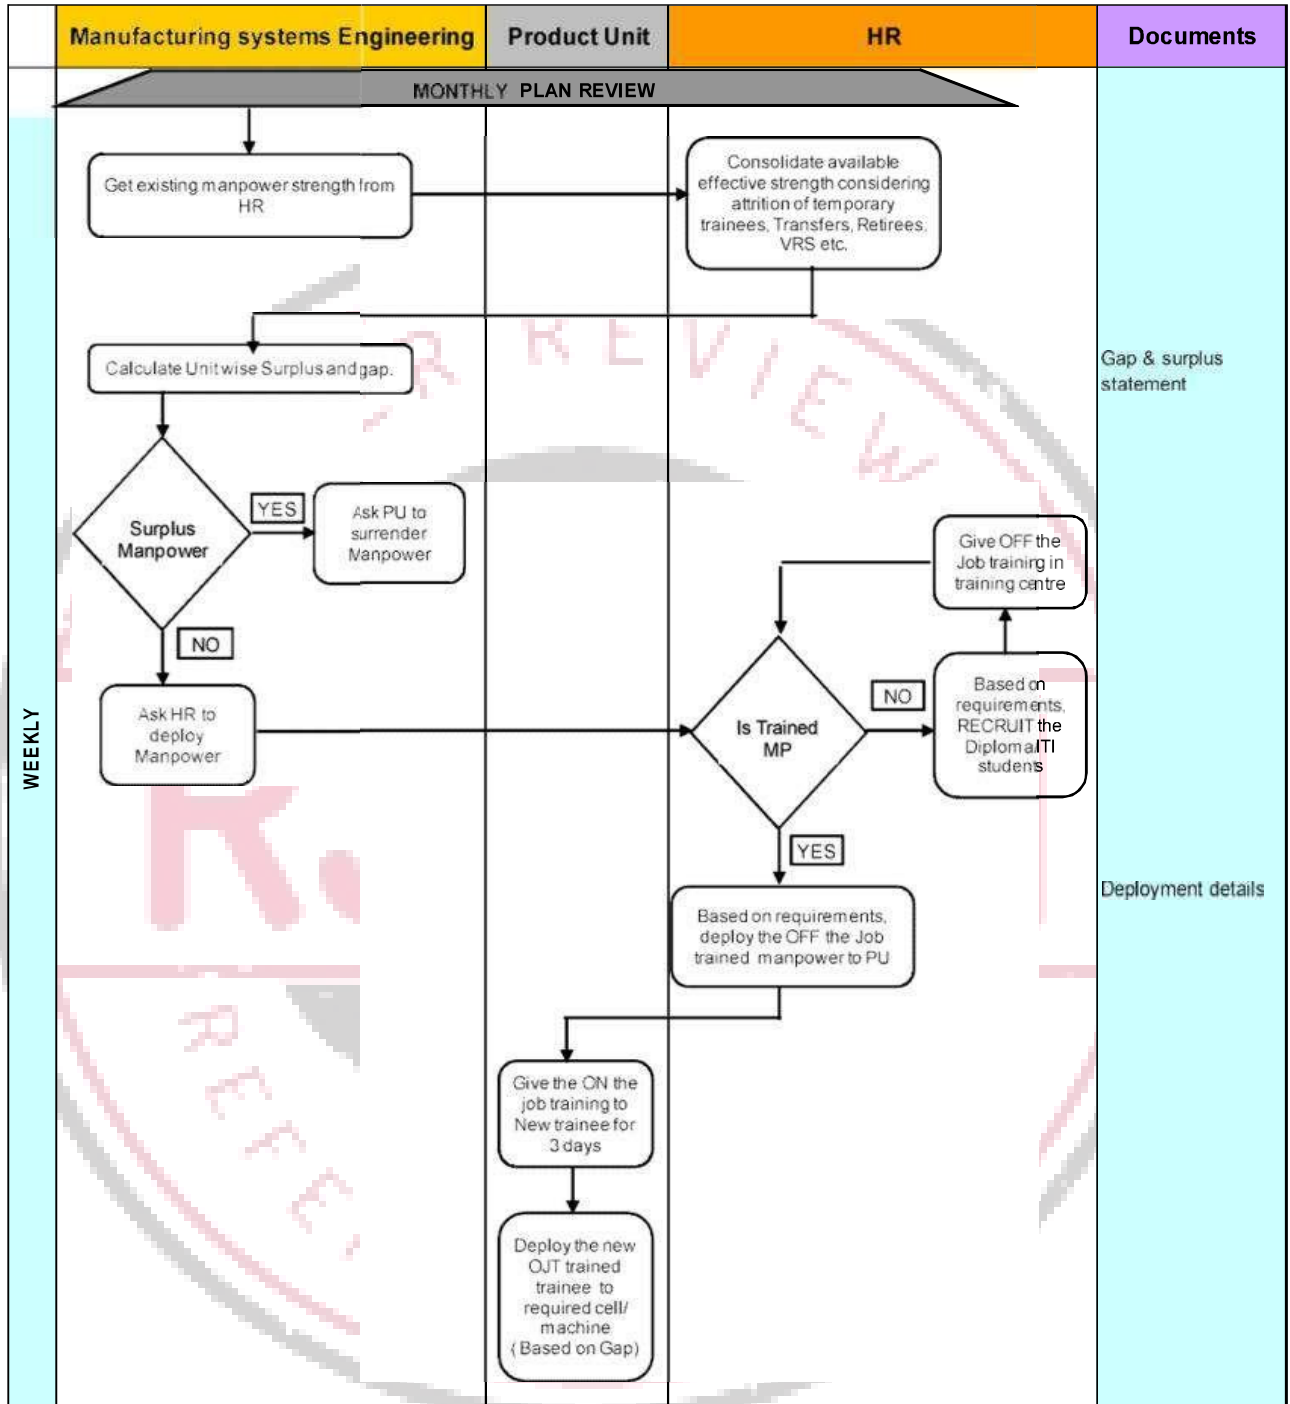 Manufacturing systems Engineering
Product Unit
HR
Documents
MONTHLY PLAN REVIEW
Get existing manpower strength from
HR
Consolidate available
effective strength considering
attrition of temporary
trainees, Transfers, Retirees,
VRS etc.
Calculate Unitwise Surplus and gap.
Gap & surplus
statement
Surplus
Manpower
YES
Ask PU to
surrender
Manpower
NO
Ask HR to
deploy
Manpower
WEEKLY
Give OFF the
Job training in
training centre
Is Trained
MP
NO
Based on
requirements,
RECRUIT the
Diploma/ITI
students
YES
Based on requirements,
deploy the OFF the Job
trained manpower to PU
Deployment details
Give the ON the
job training to
New trainee for
3 days
Deploy the new
OJT trained
trainee to
required cell/
machine
( Based on Gap)
R REVIEW
R.
REFE